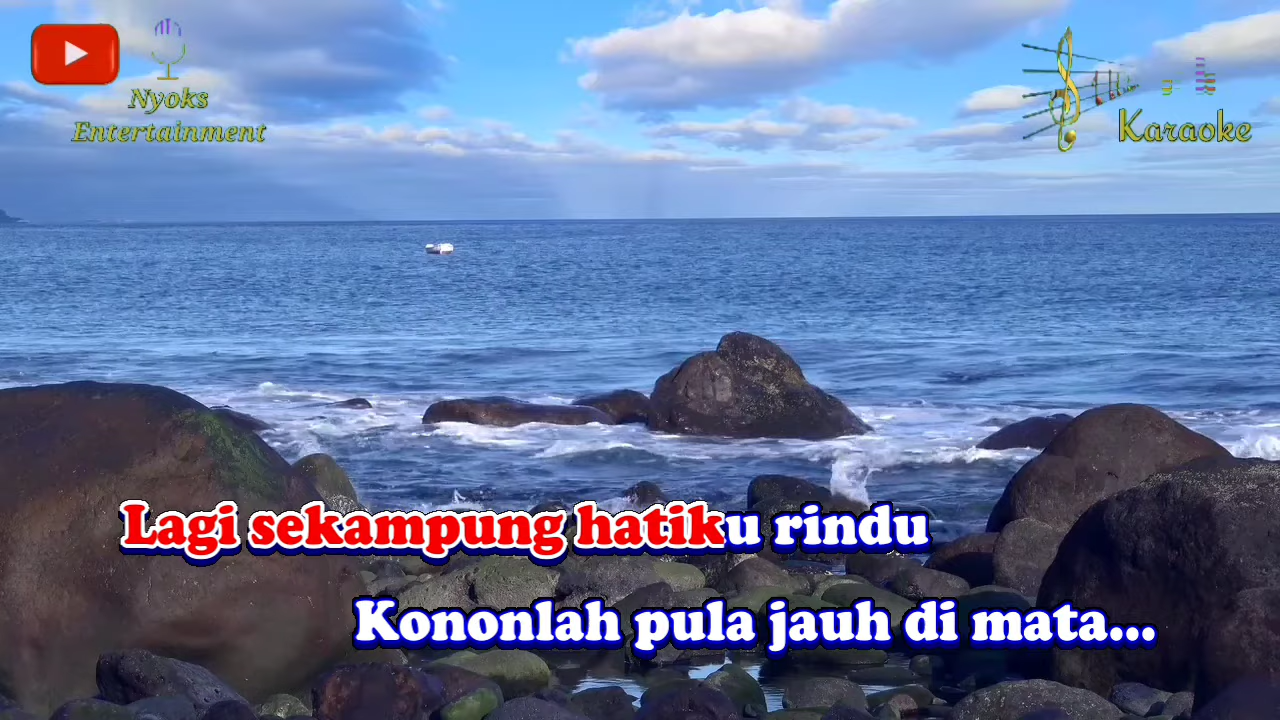 Nyoks
Entertainment
Karaoke
Lagi sekampung hatiku rindu
Kononlah pula jauh di mata...